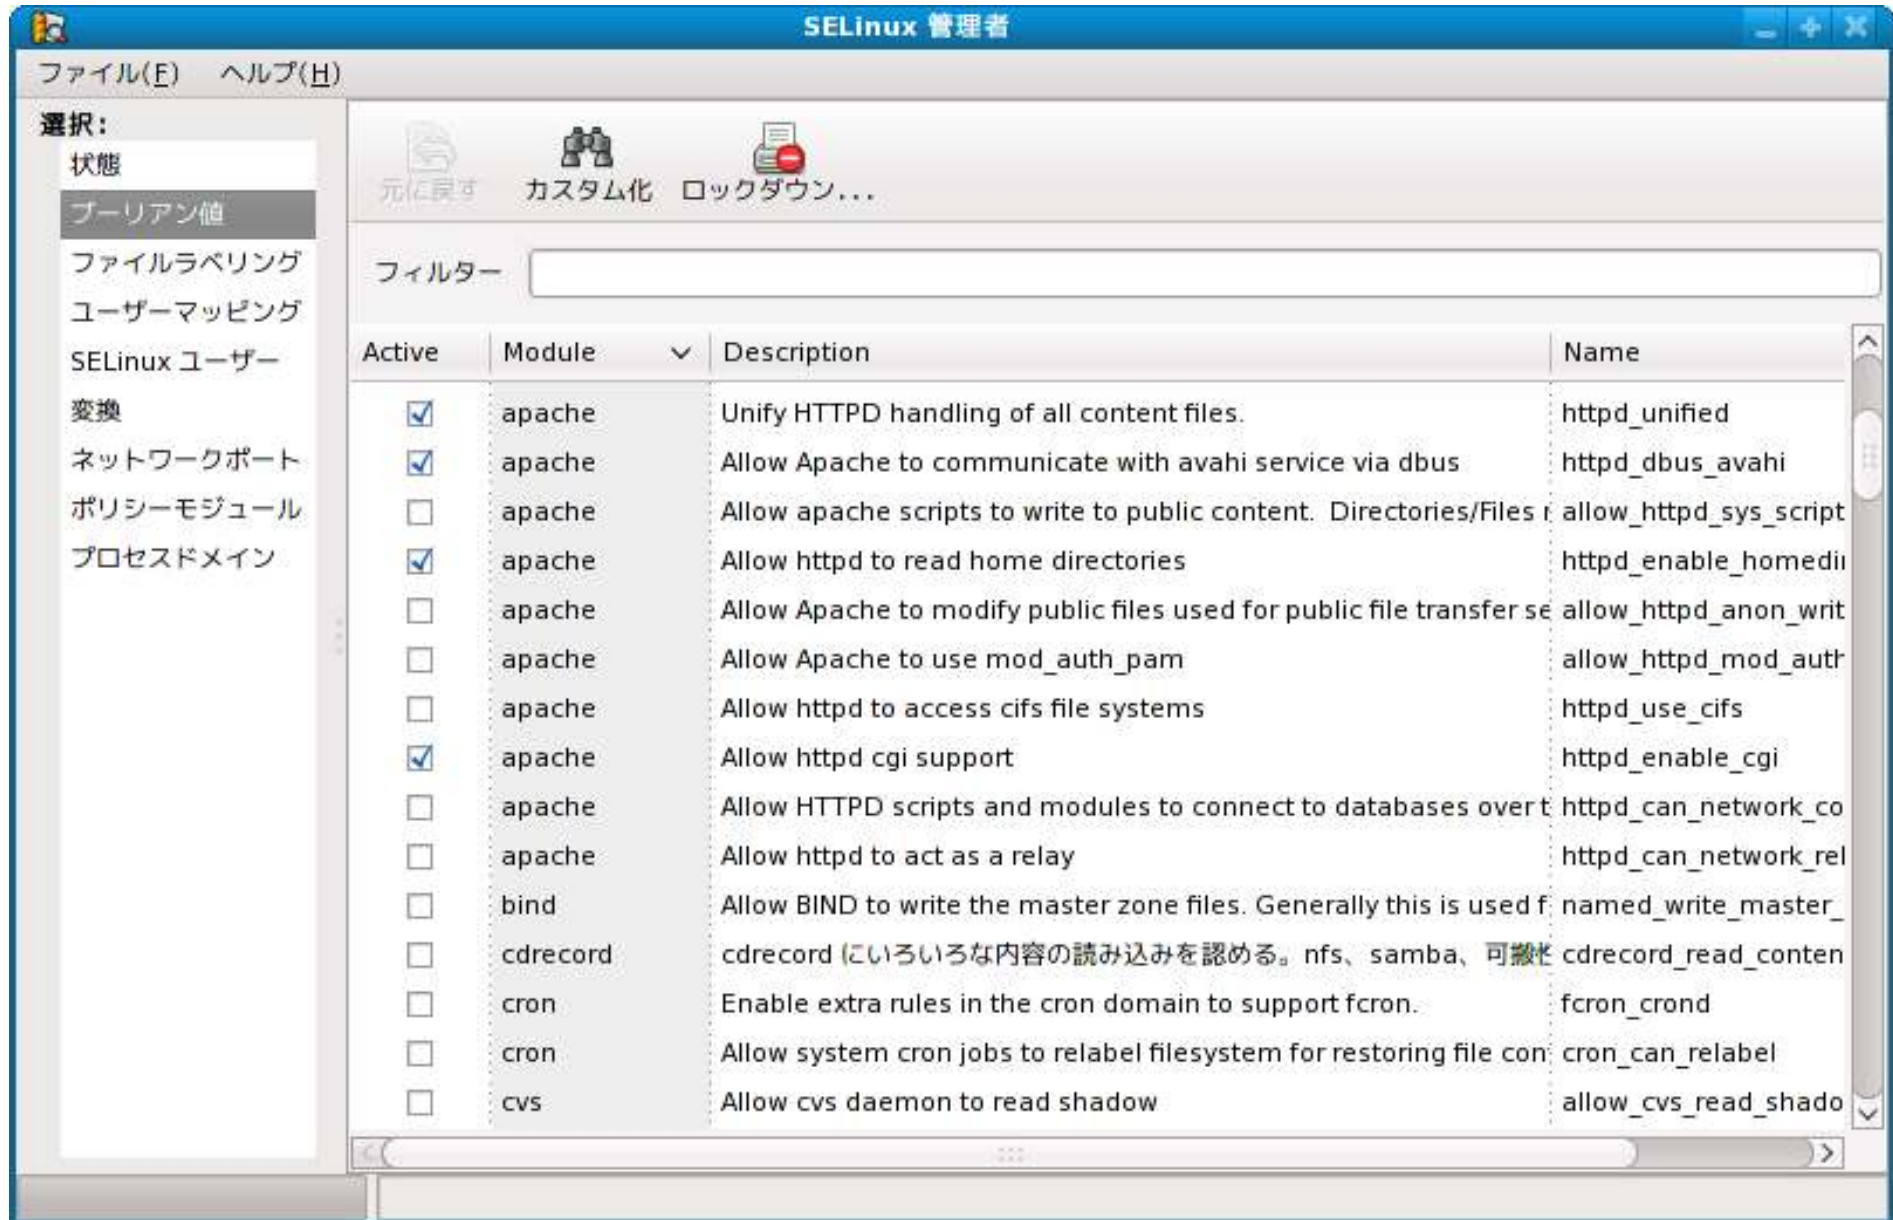 SELinux 管理者
ファイル(F) ヘルプ(H)
選択:
状態
ブーリアン値
ファイルラベリング
ユーザーマッピング
SELinux ユーザー
変換
ネットワークポート
ポリシーモジュール
プロセスドメイン
元に戻す カスタム化 ロックダウン...
フィルター
Active Module Description Name
apache Unify HTTPD handling of all content files. httpd_unified
apache Allow Apache to communicate with avahi service via dbus httpd_dbus_avahi
apache Allow apache scripts to write to public content. Directories/Files allow_httpd_sys_script
apache Allow httpd to read home directories httpd_enable_homedi
apache Allow Apache to modify public files used for public file transfer se allow_httpd_anon_writ
apache Allow Apache to use mod_auth_pam allow_httpd_mod_auth
apache Allow httpd to access cifs file systems httpd_use_cifs
apache Allow httpd cgi support httpd_enable_cgi
apache Allow HTTPD scripts and modules to connect to databases over t httpd_can_network_co
apache Allow httpd to act as a relay httpd_can_network_rel
bind Allow BIND to write the master zone files. Generally this is used f named_write_master_
cdrecord cdrecord にいろいろな内容の読み込みを認める。nfs、samba、可搬 cdrecord_read_conten
cron Enable extra rules in the cron domain to support fcron. fcron_crond
cron Allow system cron jobs to relabel filesystem for restoring file con cron_can_relabel
cvs Allow cvs daemon to read shadow allow_cvs_read_shado